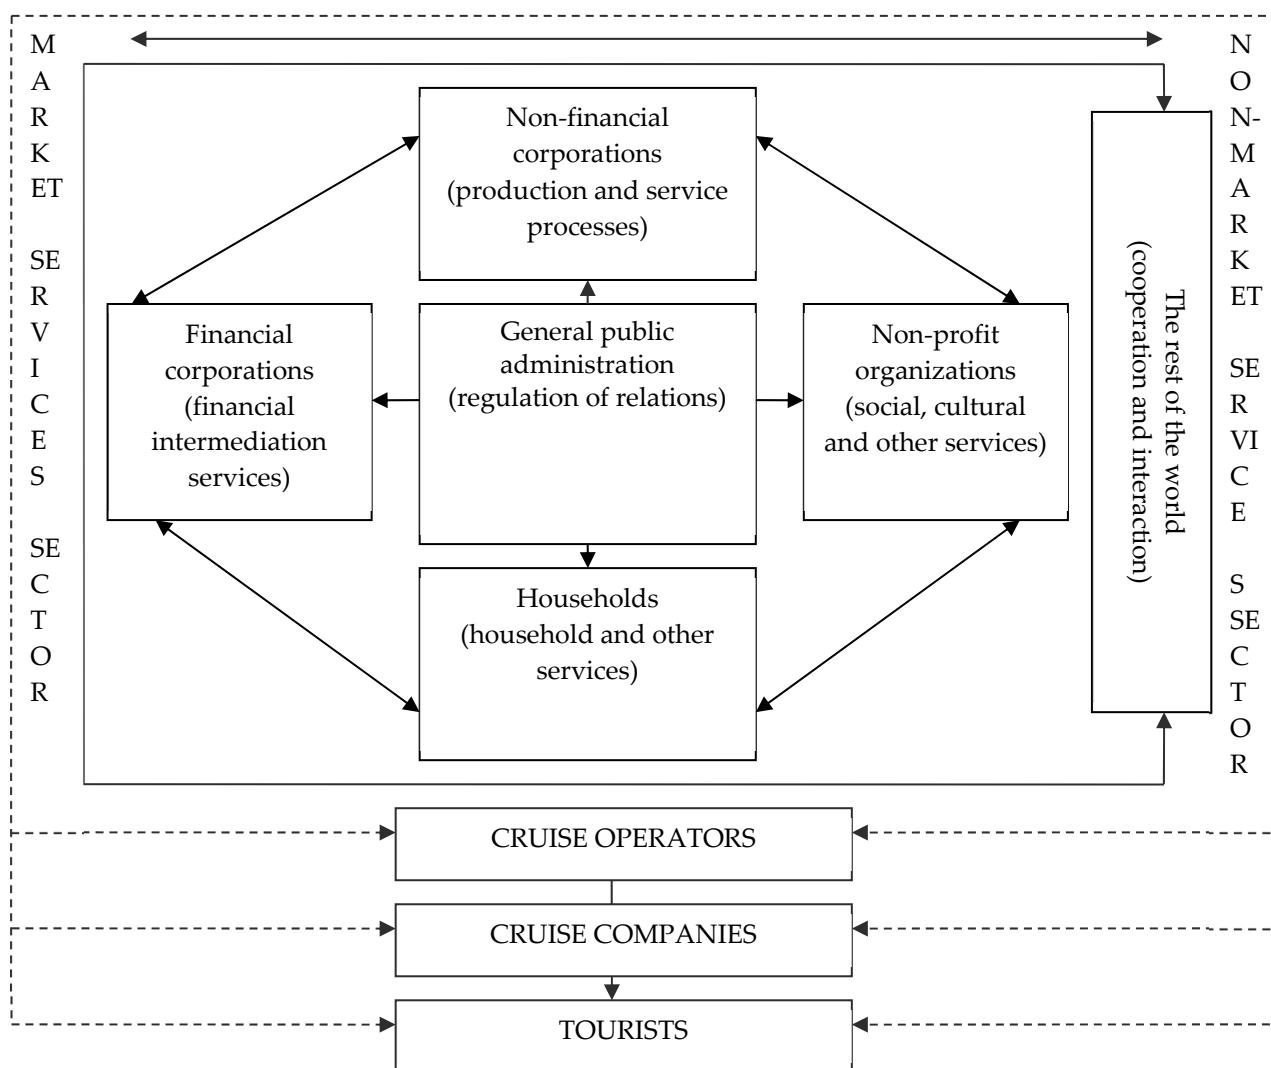 M
A
R
K
ET
SE
R
V
I
C
E
S
SE
C
T
O
R
Non-financial
corporations
(production and service
processes)
Financial
corporations
(financial
intermediation
services)
General public
administration
(regulation of relations)
Non-profit
organizations
(social, cultural
and other services)
Households
(household and other
services)
The rest of the world
(cooperation and interaction)
N
O
N-
M
A
R
K
ET
SE
R
VI
C
E
S
SE
C
T
O
R
CRUISE OPERATORS
CRUISE COMPANIES
TOURISTS